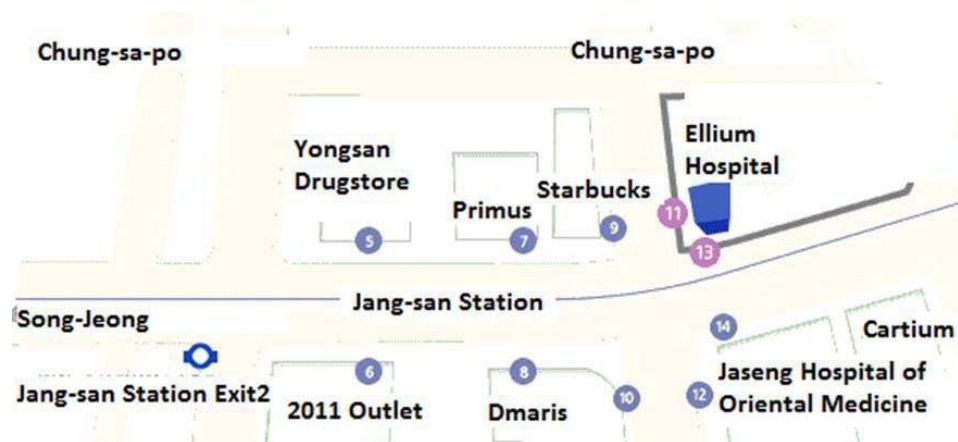 Chung-sa-po
Chung-sa-po
Ellium
Hospital
Yongsan
Drugstore
Starbucks
Primus
11
9
5
7
13
Jang-san Station
Song-Jeong
14
Cartium
Jang-san Station Exit2
6
8
Jaseng Hospital of
Oriental Medicine
12
10
2011 Outlet
Dmaris